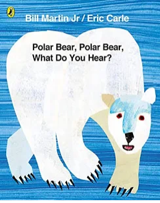 Bill Martin Jr / Eric Carle
Polar Bear, Polar Bear,
What Do You Hear?